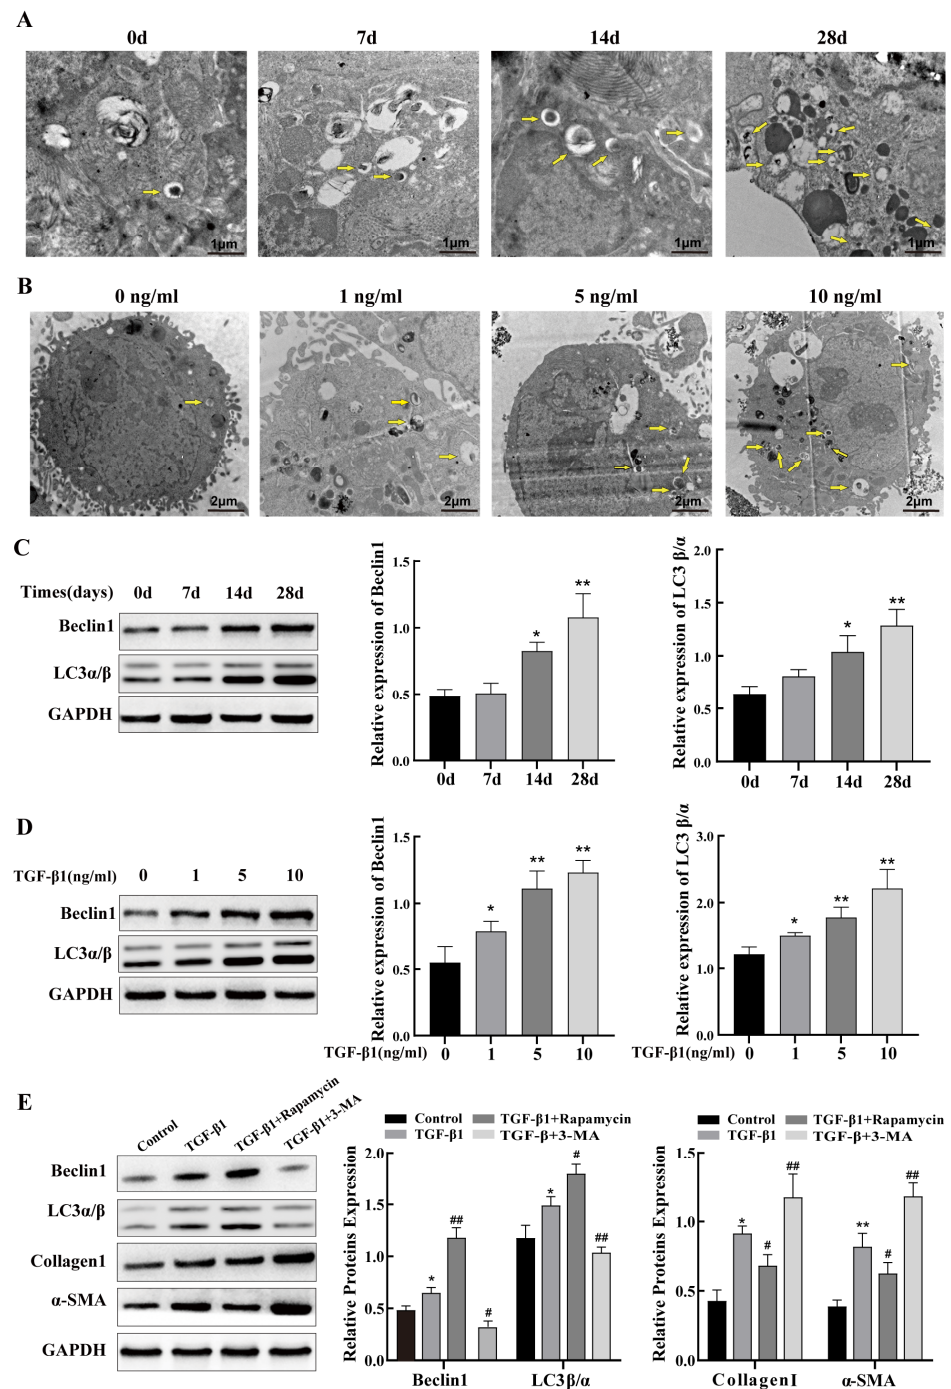 A
0d 7d 14d 28d
1μm 1μm 1μm 1μm
B
0 ng/ml 1 ng/ml 5 ng/ml 10 ng/ml
2μm 2μm 2μm 2μm
C
Times(days) 0d 7d 14d 28d
Beclin1
LC3α/β
GAPDH
Relative expression of Beclin1
1.5
1.0
0.5
0.0
* **
0d 7d 14d 28d
Relative expression of LC3 β/α
2.0
1.5
1.0
0.5
0.0
* **
0d 7d 14d 28d
D
TGF-β1(ng/ml) 0 1 5 10
Beclin1
LC3α/β
GAPDH
Relative expression of Beclin1
1.5
1.0
0.5
0.0
* ** **
TGF-β1(ng/ml) 0 1 5 10
Relative expression of LC3 β/α
3.0
2.0
1.0
0.0
* ** **
TGF-β1(ng/ml) 0 1 5 10
E
Control TGF-β1 TGF-β1+Rapamycin TGF-β1+3-MA
Beclin1
LC3α/β
Collagen1
α-SMA
GAPDH
Control TGF-β1+Rapamycin
TGF-β1 TGF-β+3-MA
Relative Proteins Expression
2.0
1.5
1.0
0.5
0.0
* ## # * # ##
Beclin1 LC3β/α
Control TGF-β1+Rapamycin
TGF-β1 TGF-β+3-MA
Relative Proteins Expression
1.5
1.0
0.5
0.0
* # ## ** # ##
CollagenI α-SMA